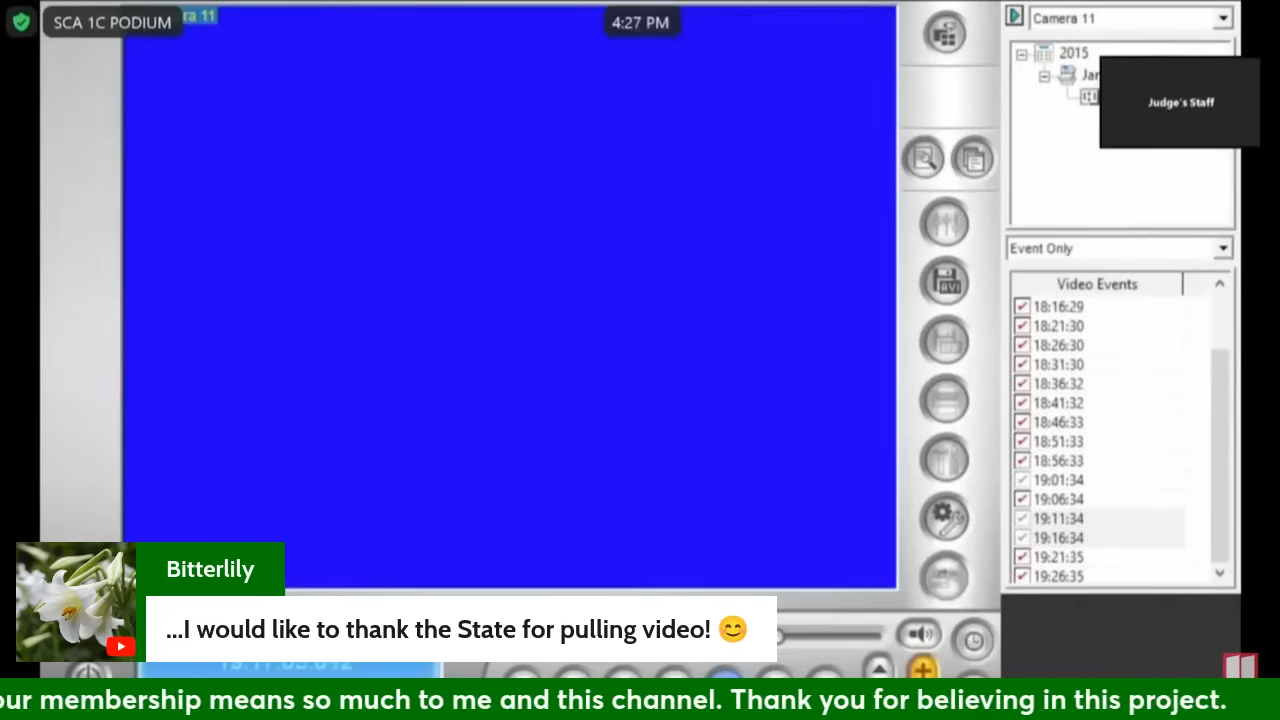 SCA 1C PODIUM
ra 11
4:27 PM
Camera 11
2015
Jar
Judge's Staff
Event Only
Video Events
18:16:29
18:21:30
18:26:30
18:31:30
18:36:32
18:41:32
18:46:33
18:51:33
18:56:33
19:01:34
19:06:34
19:11:34
19:16:34
19:21:35
19:26:35
AVI
Bitterlily
...I would like to thank the State for pulling video! 😊
our membership means so much to me and this channel. Thank you for believing in this project.